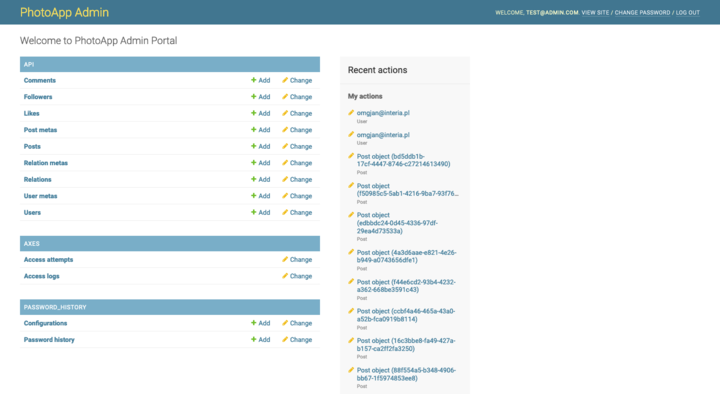 PhotoApp Admin
WELCOME, TEST@ADMIN.COM. VIEW SITE / CHANGE PASSWORD / LOG OUT
Welcome to PhotoApp Admin Portal
API
Comments Add Change
Followers Add Change
Likes Add Change
Post metas Add Change
Posts Add Change
Relation metas Add Change
Relations Add Change
User metas Add Change
Users Add Change
AXES
Access attempts Change
Access logs Change
PASSWORD_HISTORY
Configurations Add Change
Password history Add Change
Recent actions
My actions
omgjan@interia.pl
User
omgjan@interia.pl
User
Post object (bd5ddb1b-
17cf-4447-8746-c27214613490)
Post
Post object
(f50985c5-5ab1-4216-9ba7-93f76…
Post
Post object
(edbbdc24-0d45-4336-97df-
29ea4d73533a)
Post
Post object (4a3d6aae-e821-4e26-
b949-a0743656dfe1)
Post
Post object (f44e6cd2-93b4-4232-
a362-668be3591c43)
Post
Post object (ccbf4a46-465a-43a0-
a52b-fca0919b8114)
Post
Post object (16c3bbe8-fa49-427a-
b157-ca2ff2fa3250)
Post
Post object (88f554a5-b348-4906-
bb67-1f5974853ee8)
Post